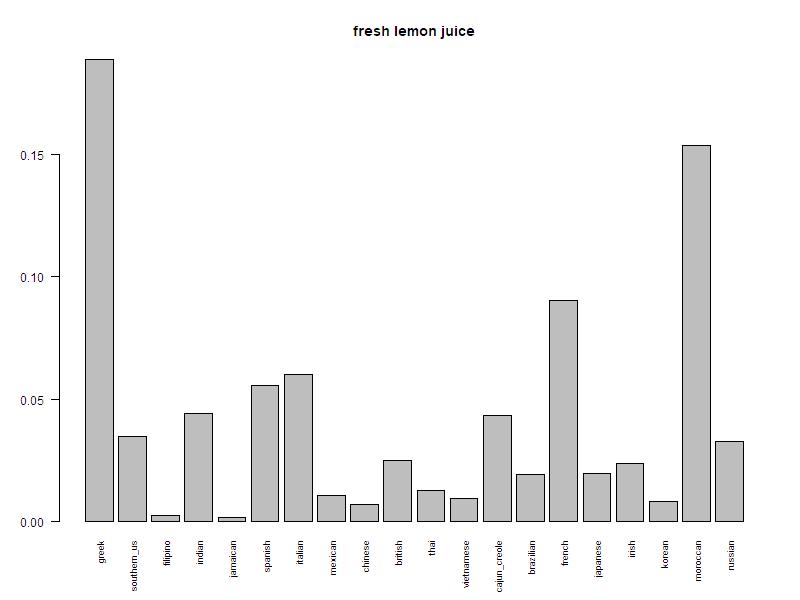 fresh lemon juice
0.15
0.10
0.05
0.00
greek
southern_us
filipino
indian
jamaican
spanish
italian
mexican
chinese
british
thai
vietnamese
cajun_creole
brazilian
french
japanese
irish
korean
moroccan
russian